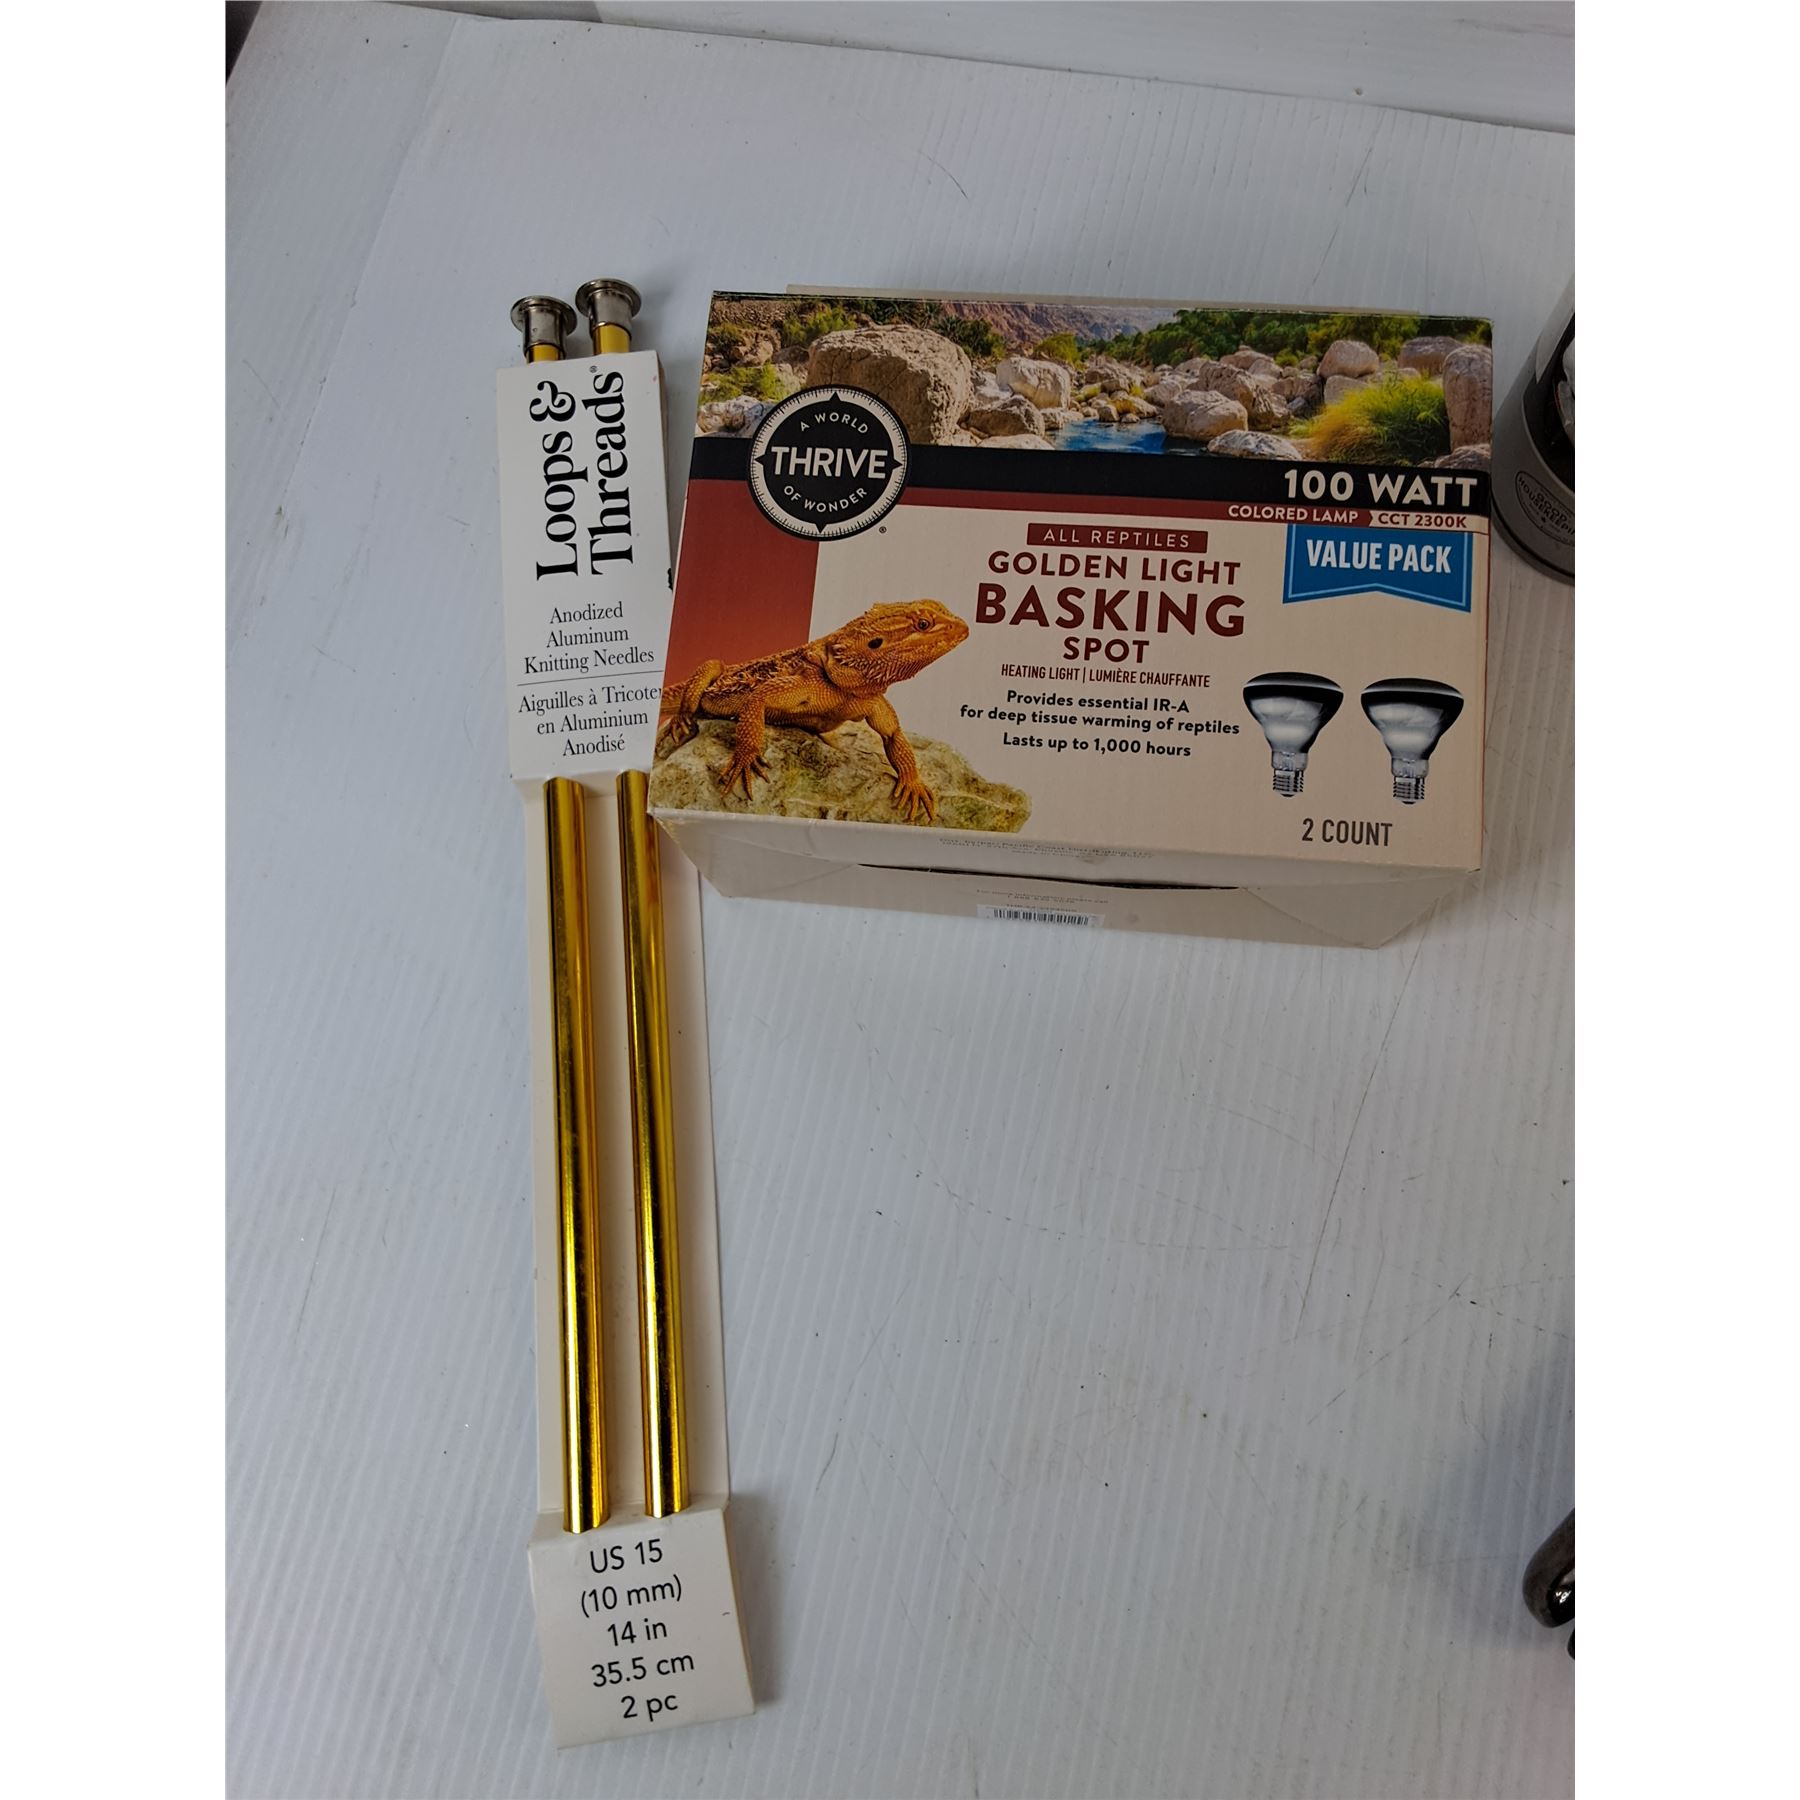 Loops &
Threads®
Anodized
Aluminum
Knitting Needles
Aiguilles à Tricoter
en Aluminium
Anodisé
US 15
(10 mm)
14 in
35.5 cm
2 pc
A WORLD
THRIVE
OF WONDER
®
100 WATT
COLORED LAMP CCT 2300K
VALUE PACK
ALL REPTILES
GOLDEN LIGHT
BASKING
SPOT
HEATING LIGHT | LUMIÈRE CHAUFFANTE
Provides essential IR-A
for deep tissue warming of reptiles
Lasts up to 1,000 hours
2 COUNT
GOOD
HOUSEKEEPING